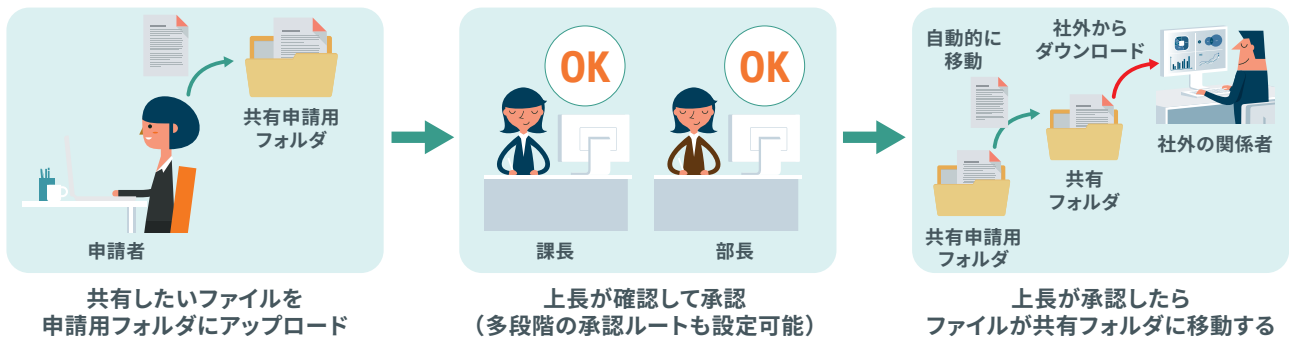 共有申請用
フォルダ
申請者
共有したいファイルを
申請用フォルダにアップロード
OK
OK
課長
部長
上長が確認して承認
（多段階の承認ルートも設定可能）
自動的に
移動
社外から
ダウンロード
社外の関係者
共有
フォルダ
共有申請用
フォルダ
上長が承認したら
ファイルが共有フォルダに移動する